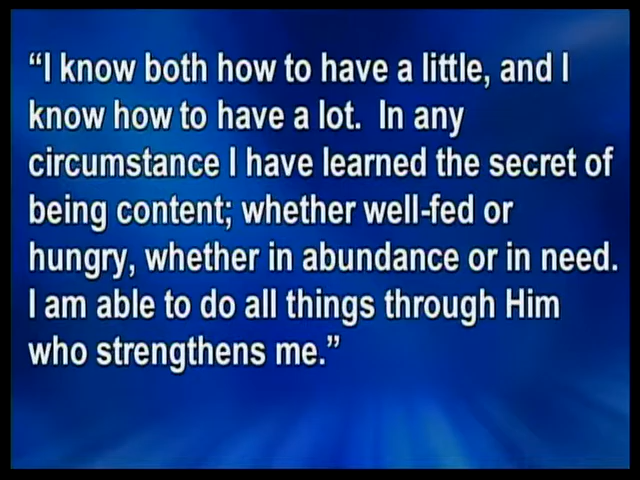 “I know both how to have a little, and I
know how to have a lot.  In any
circumstance I have learned the secret of
being content; whether well-fed or
hungry, whether in abundance or in need.
I am able to do all things through Him
who strengthens me.”